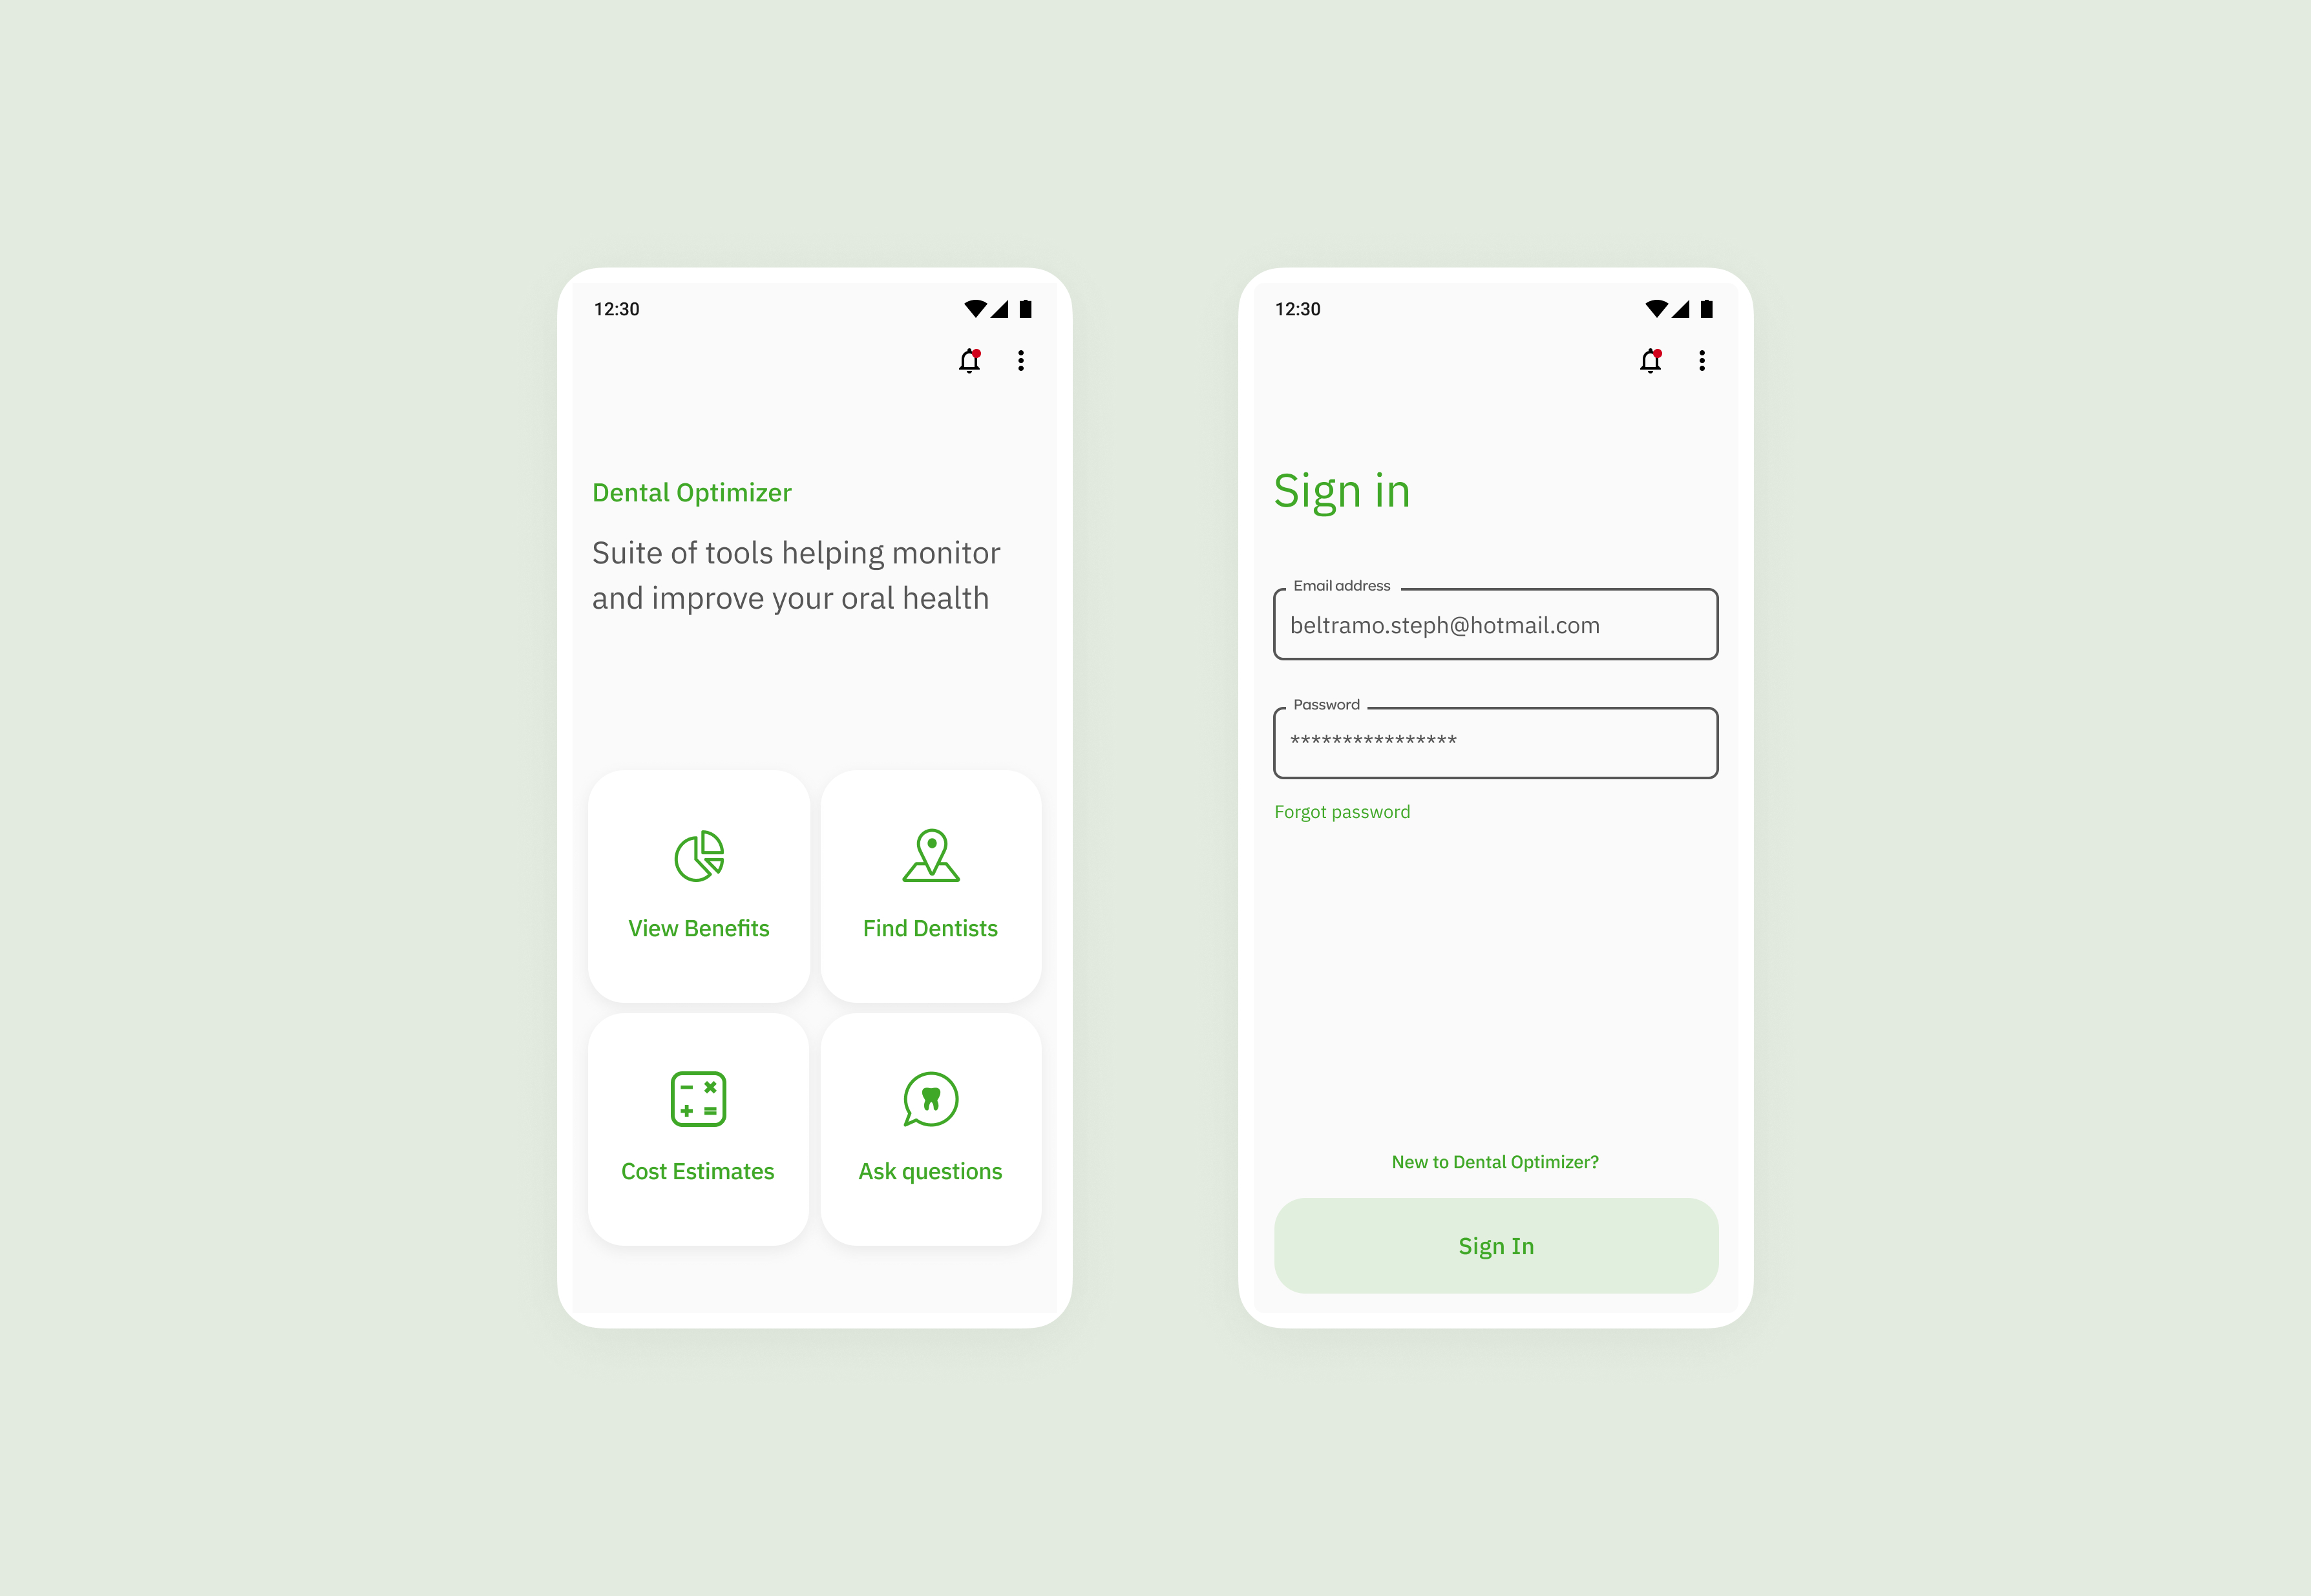 12:30
Dental Optimizer
Suite of tools helping monitor
and improve your oral health
View Benefits
Find Dentists
Cost Estimates
Ask questions
12:30
Sign in
Email address
beltramo.steph@hotmail.com
Password
****************
Forgot password
New to Dental Optimizer?
Sign In